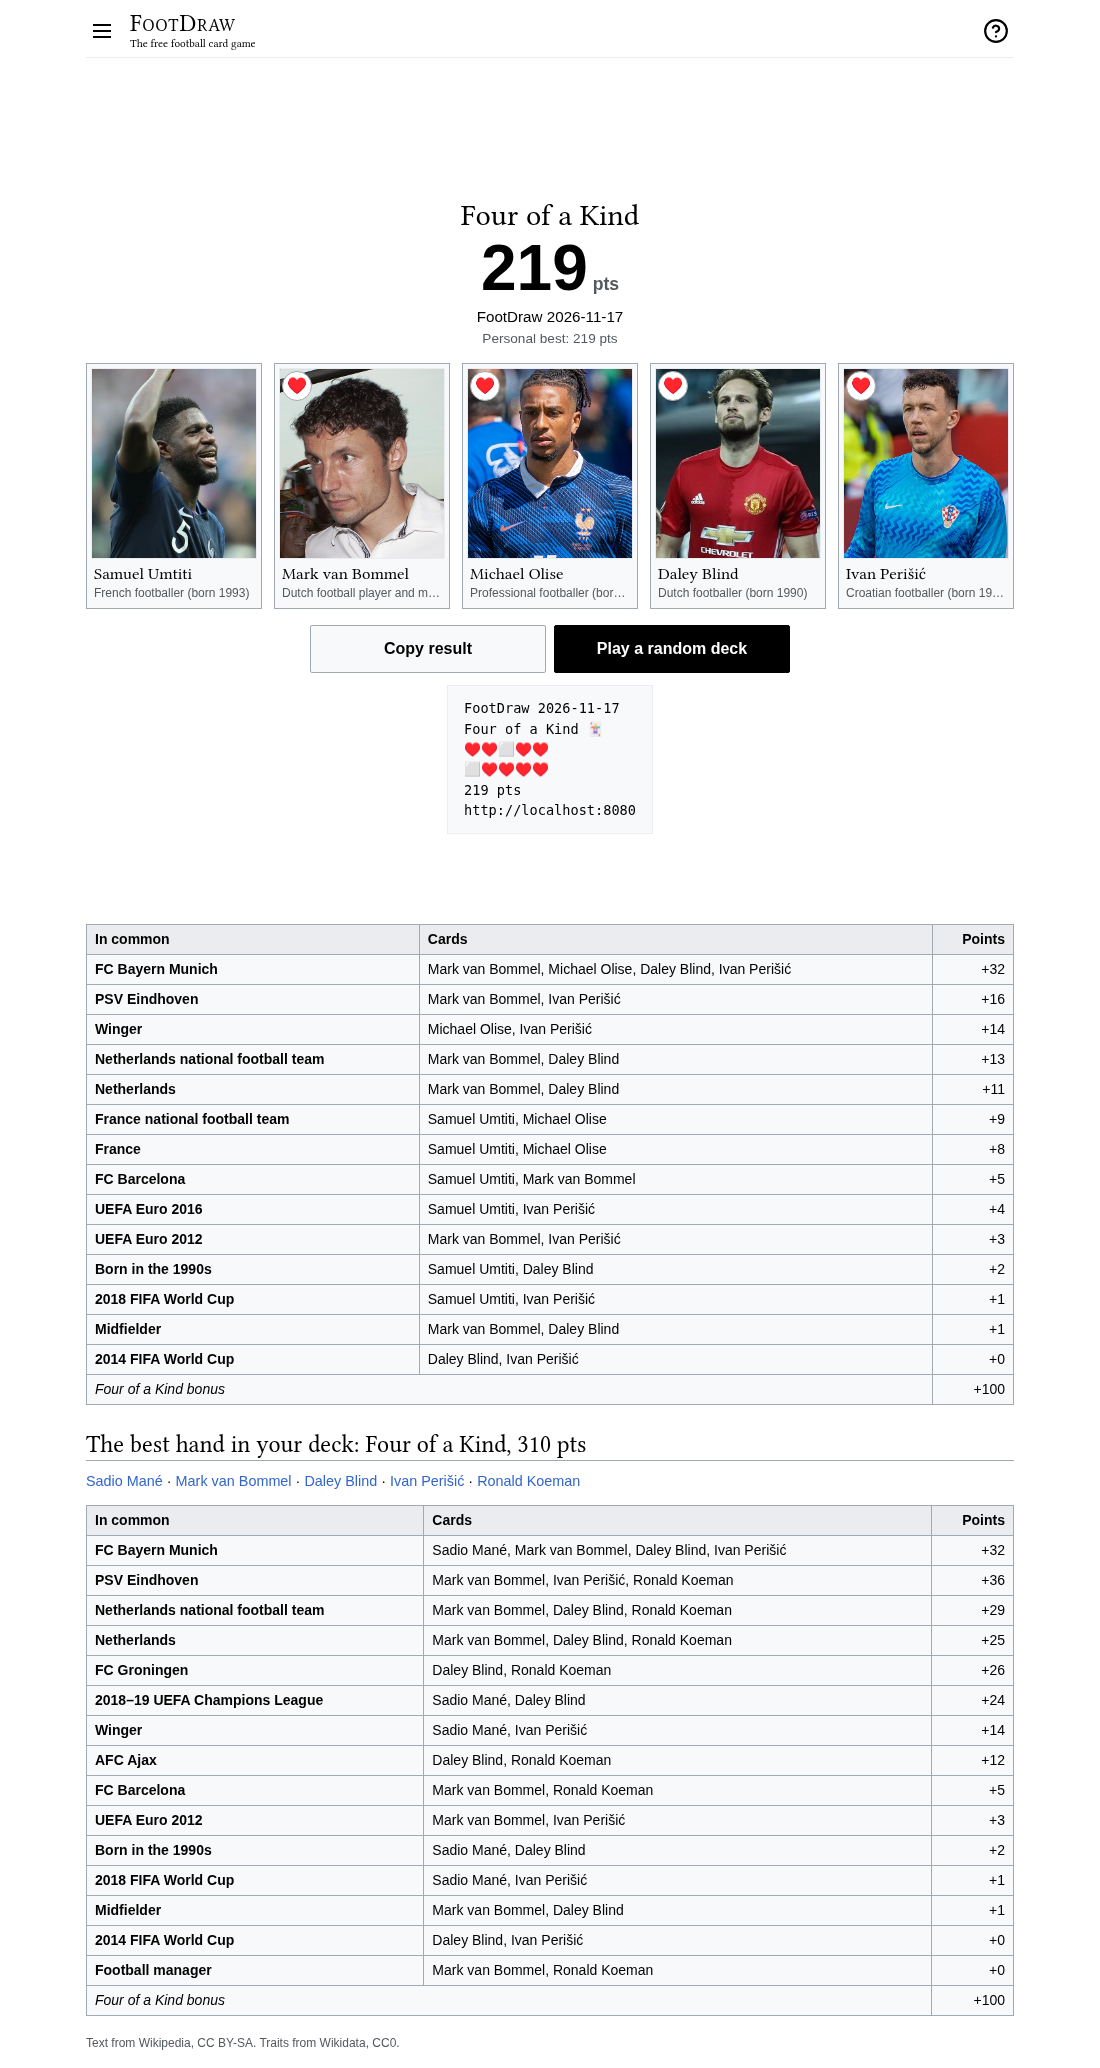 FootDraw
The free football card game
Four of a Kind
219 pts
FootDraw 2026-11-17
Personal best: 219 pts
CHEVROLET
Samuel Umtiti
French footballer (born 1993)
Mark van Bommel
Dutch football player and m…
Michael Olise
Professional footballer (bor…
Daley Blind
Dutch footballer (born 1990)
Ivan Perišić
Croatian footballer (born 19…
Copy result
Play a random deck
FootDraw 2026-11-17
Four of a Kind 🃏
❤️❤️⬜❤️❤️
⬜❤️❤️❤️❤️
219 pts
http://localhost:8080
In common Cards Points
FC Bayern Munich Mark van Bommel, Michael Olise, Daley Blind, Ivan Perišić +32
PSV Eindhoven Mark van Bommel, Ivan Perišić +16
Winger Michael Olise, Ivan Perišić +14
Netherlands national football team Mark van Bommel, Daley Blind +13
Netherlands Mark van Bommel, Daley Blind +11
France national football team Samuel Umtiti, Michael Olise +9
France Samuel Umtiti, Michael Olise +8
FC Barcelona Samuel Umtiti, Mark van Bommel +5
UEFA Euro 2016 Samuel Umtiti, Ivan Perišić +4
UEFA Euro 2012 Mark van Bommel, Ivan Perišić +3
Born in the 1990s Samuel Umtiti, Daley Blind +2
2018 FIFA World Cup Samuel Umtiti, Ivan Perišić +1
Midfielder Mark van Bommel, Daley Blind +1
2014 FIFA World Cup Daley Blind, Ivan Perišić +0
Four of a Kind bonus +100
The best hand in your deck: Four of a Kind, 310 pts
Sadio Mané · Mark van Bommel · Daley Blind · Ivan Perišić · Ronald Koeman
In common Cards Points
FC Bayern Munich Sadio Mané, Mark van Bommel, Daley Blind, Ivan Perišić +32
PSV Eindhoven Mark van Bommel, Ivan Perišić, Ronald Koeman +36
Netherlands national football team Mark van Bommel, Daley Blind, Ronald Koeman +29
Netherlands Mark van Bommel, Daley Blind, Ronald Koeman +25
FC Groningen Daley Blind, Ronald Koeman +26
2018–19 UEFA Champions League Sadio Mané, Daley Blind +24
Winger Sadio Mané, Ivan Perišić +14
AFC Ajax Daley Blind, Ronald Koeman +12
FC Barcelona Mark van Bommel, Ronald Koeman +5
UEFA Euro 2012 Mark van Bommel, Ivan Perišić +3
Born in the 1990s Sadio Mané, Daley Blind +2
2018 FIFA World Cup Sadio Mané, Ivan Perišić +1
Midfielder Mark van Bommel, Daley Blind +1
2014 FIFA World Cup Daley Blind, Ivan Perišić +0
Football manager Mark van Bommel, Ronald Koeman +0
Four of a Kind bonus +100
Text from Wikipedia, CC BY-SA. Traits from Wikidata, CC0.